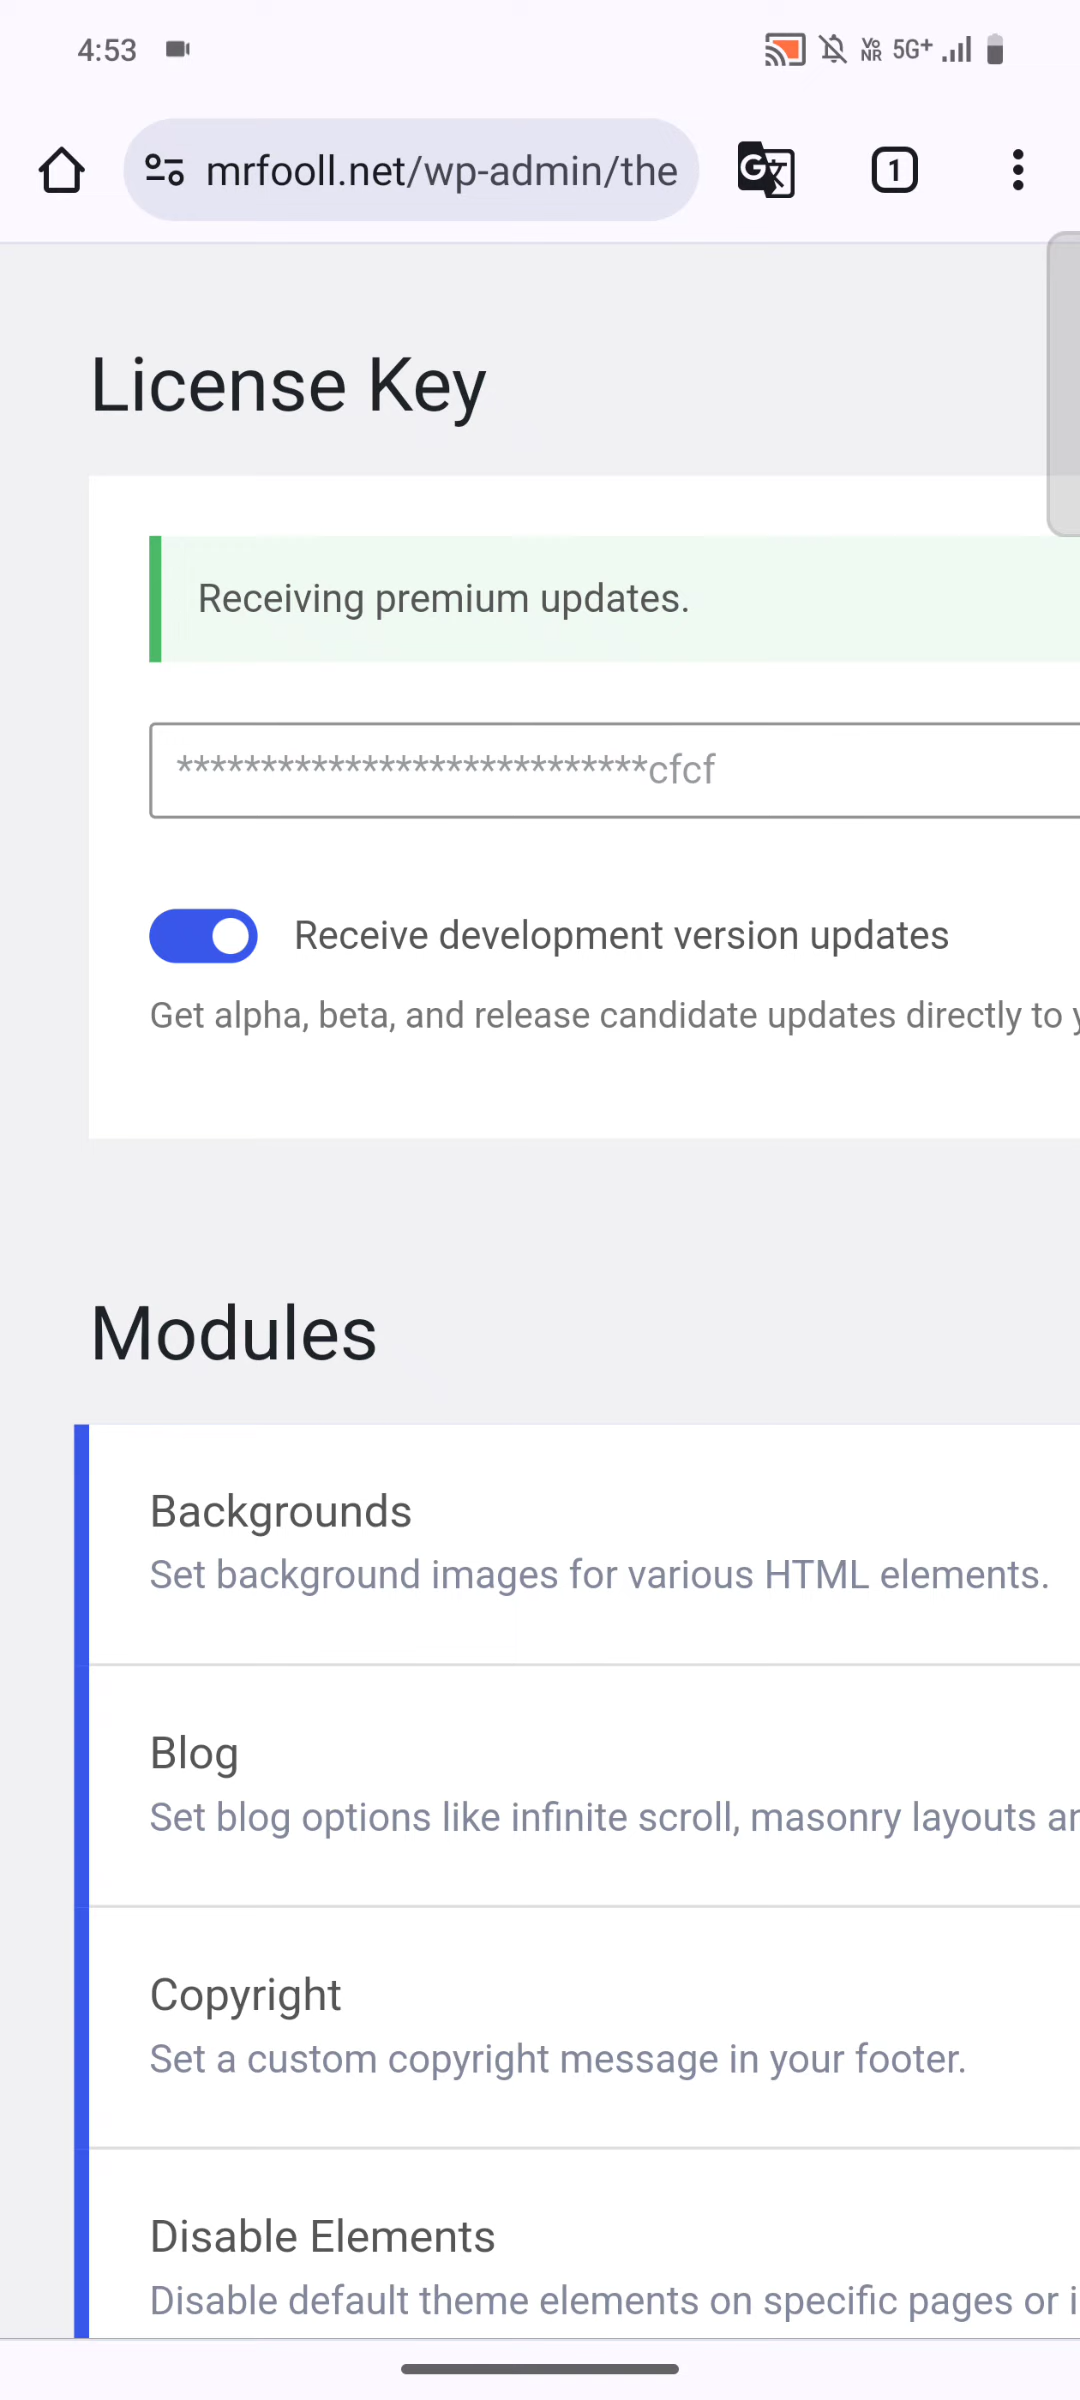 4:53
Vo
NR 5G+
mrfooll.net/wp-admin/the
1
License Key
Receiving premium updates.
****************************cfcf
Receive development version updates
Get alpha, beta, and release candidate updates directly to y
Modules
Backgrounds
Set background images for various HTML elements.
Blog
Set blog options like infinite scroll, masonry layouts an
Copyright
Set a custom copyright message in your footer.
Disable Elements
Disable default theme elements on specific pages or i